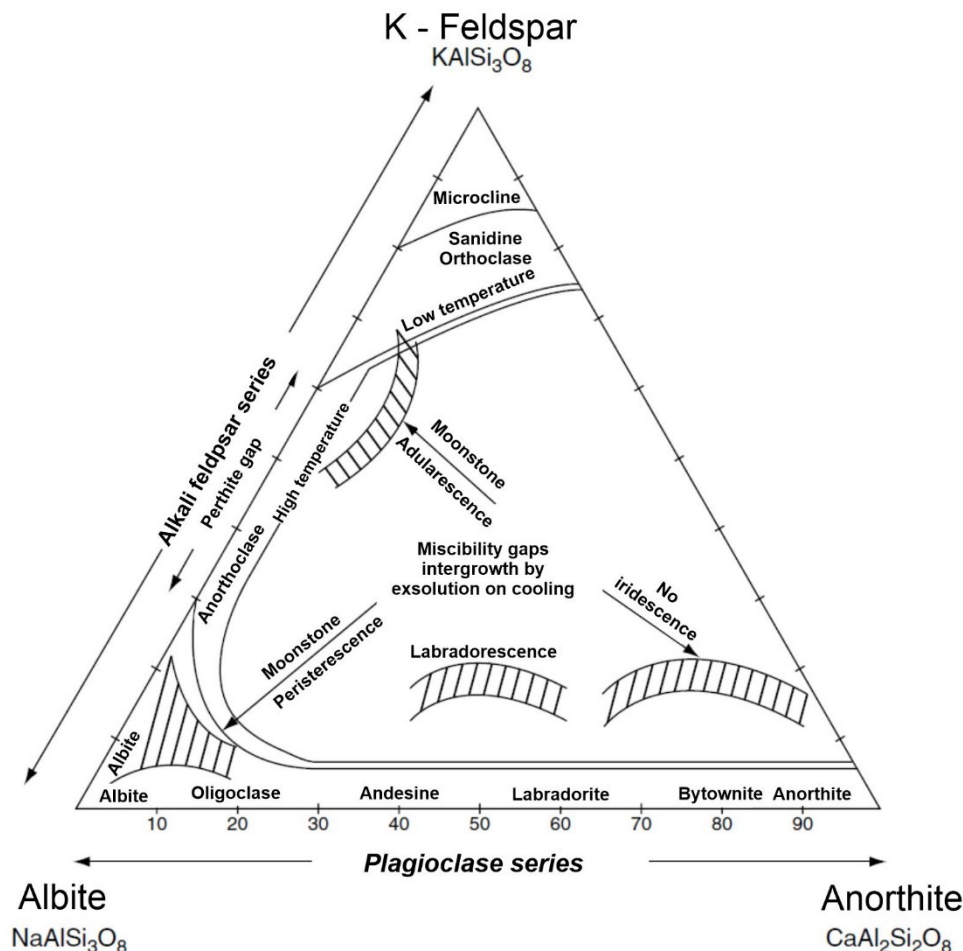 K - Feldspar
KAlSi₃O₈
Microcline
Sanidine
Orthoclase
Low temperature
Alkali feldpsar series
Perthite gap
High temperature
Anorthoclase
Moonstone
Adularescence
Miscibility gaps
intergrowth by
exsolution on cooling
No
iridescence
Moonstone
Peristerescence
Labradorescence
Albite
Albite
Oligoclase
Andesine
Labradorite
Bytownite
Anorthite
10 20 30 40 50 60 70 80 90
Plagioclase series
Albite
NaAlSi₃O₈
Anorthite
CaAl₂Si₂O₈